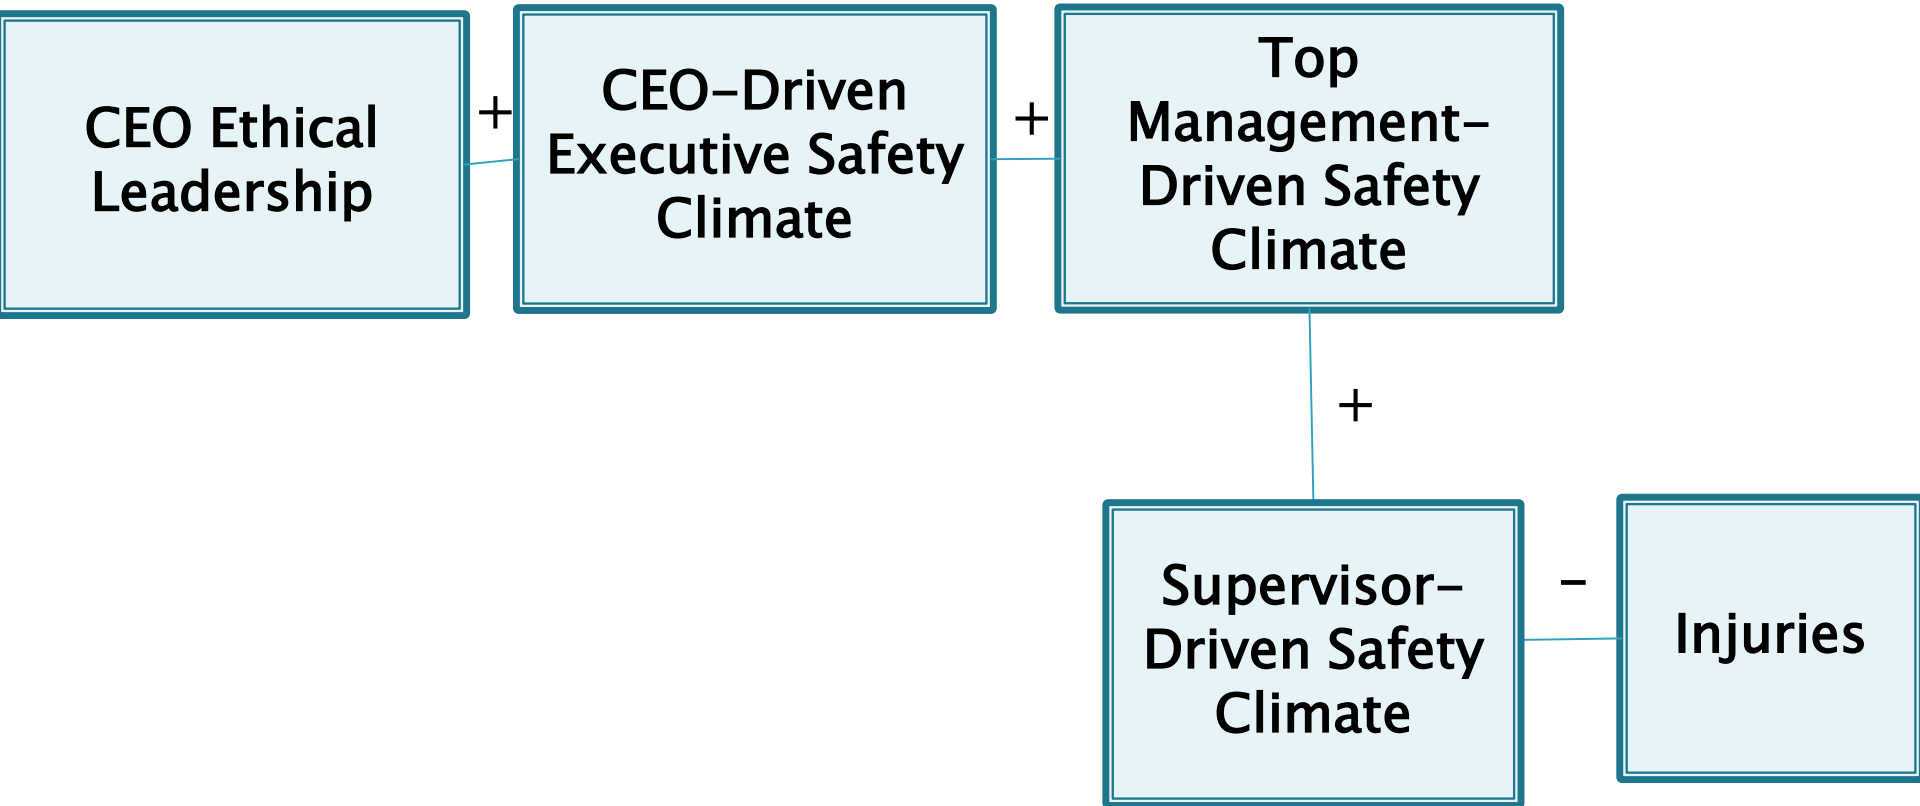 CEO Ethical
Leadership
+
CEO–Driven
Executive Safety
Climate
+
Top
Management–
Driven Safety
Climate
+
Supervisor–
Driven Safety
Climate
–
Injuries